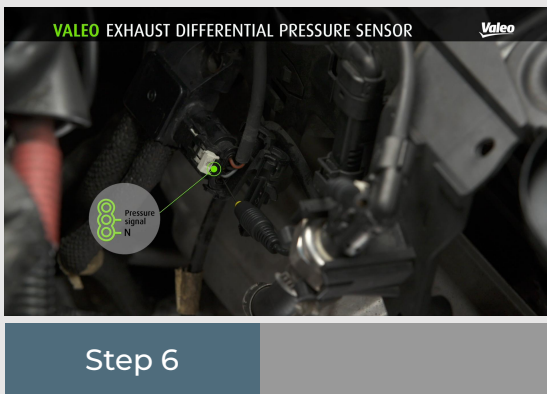 VALEO EXHAUST DIFFERENTIAL PRESSURE SENSOR
Valeo
Pressure
signal
N
Step 6